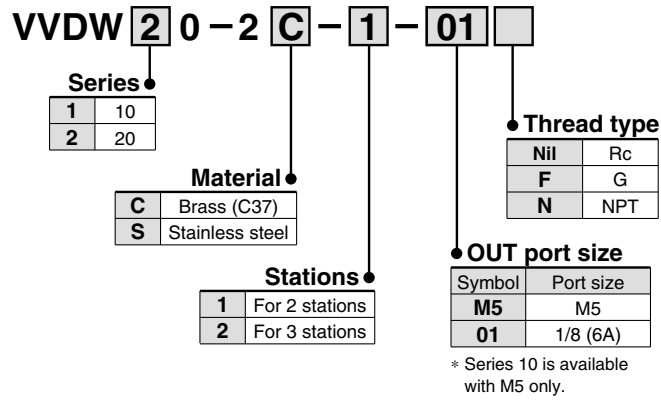 VVDW 2 0 – 2 C – 1 – 01
Series
1 10
2 20
Material
C Brass (C37)
S Stainless steel
Stations
1 For 2 stations
2 For 3 stations
Thread type
Nil Rc
F G
N NPT
OUT port size
Symbol Port size
M5 M5
01 1/8 (6A)
* Series 10 is available
with M5 only.